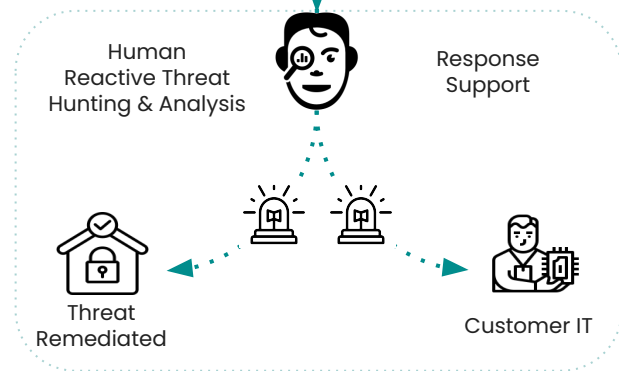 Human
Reactive Threat
Hunting & Analysis
Response
Support
Threat
Remediated
Customer IT